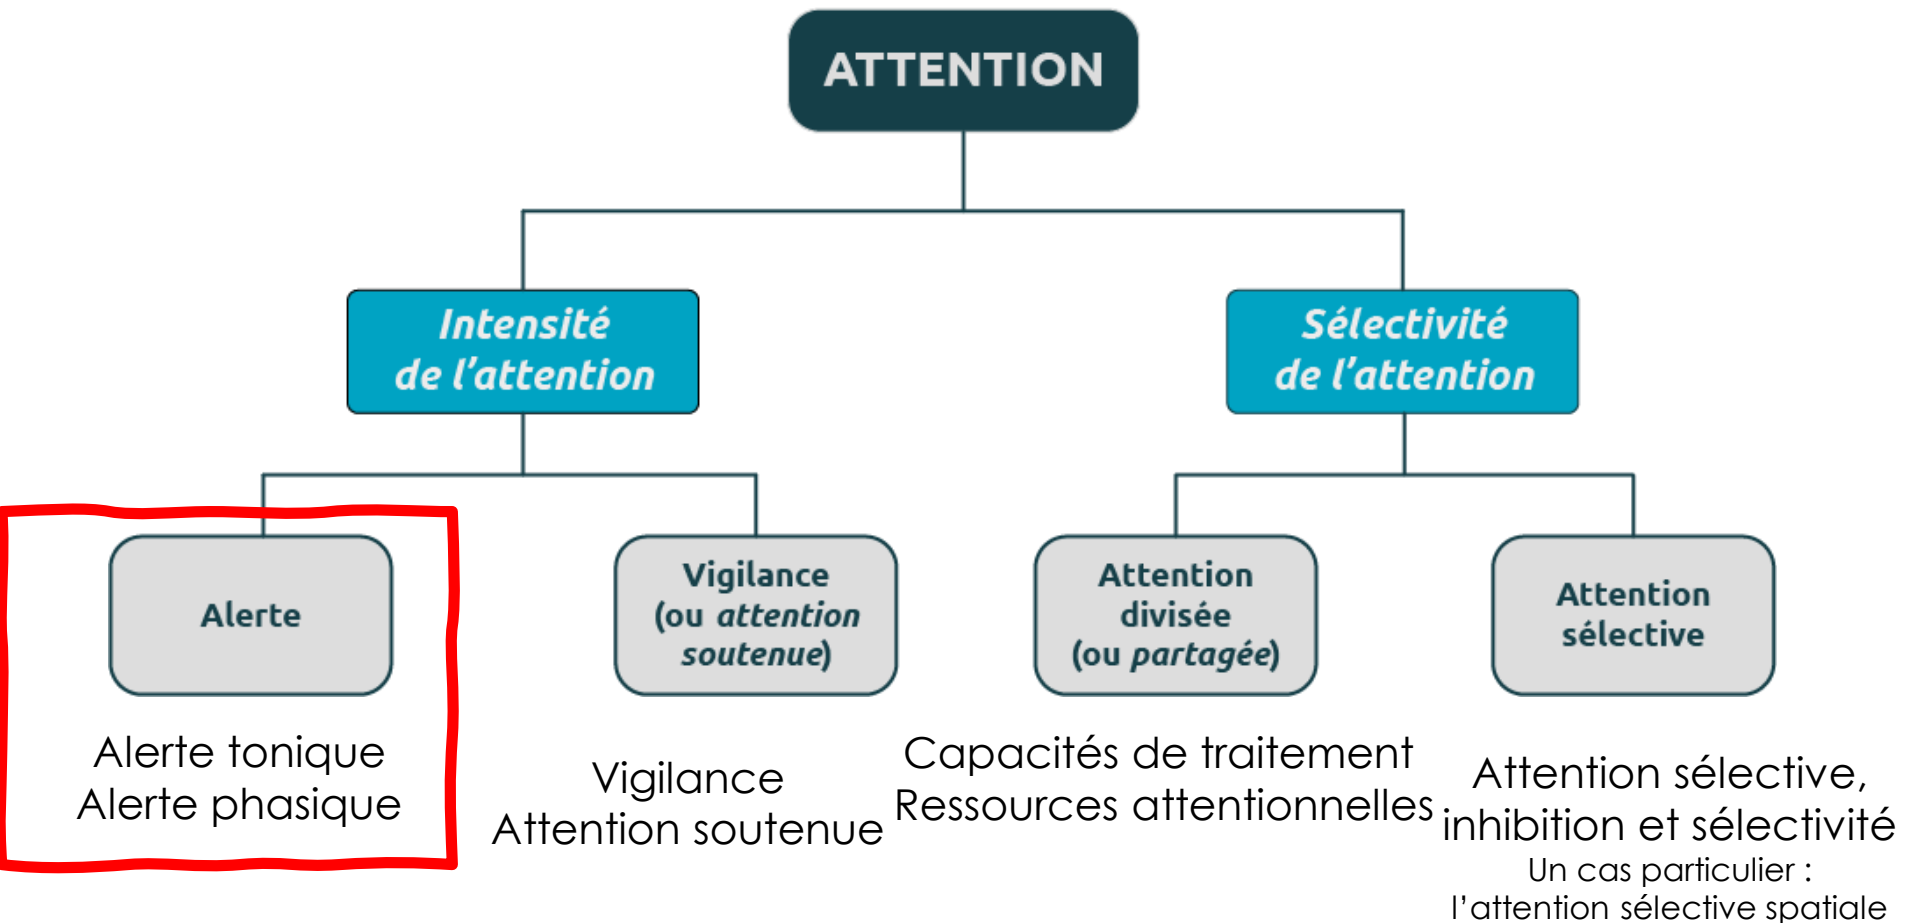 ATTENTION
Intensité
de l'attention
Sélectivité
de l'attention
Alerte
Vigilance
(ou attention
soutenue)
Attention
divisée
(ou partagée)
Attention
sélective
Alerte tonique
Alerte phasique
Vigilance
Attention soutenue
Capacités de traitement
Ressources attentionnelles
Attention sélective,
inhibition et sélectivité
Un cas particulier :
l'attention sélective spatiale